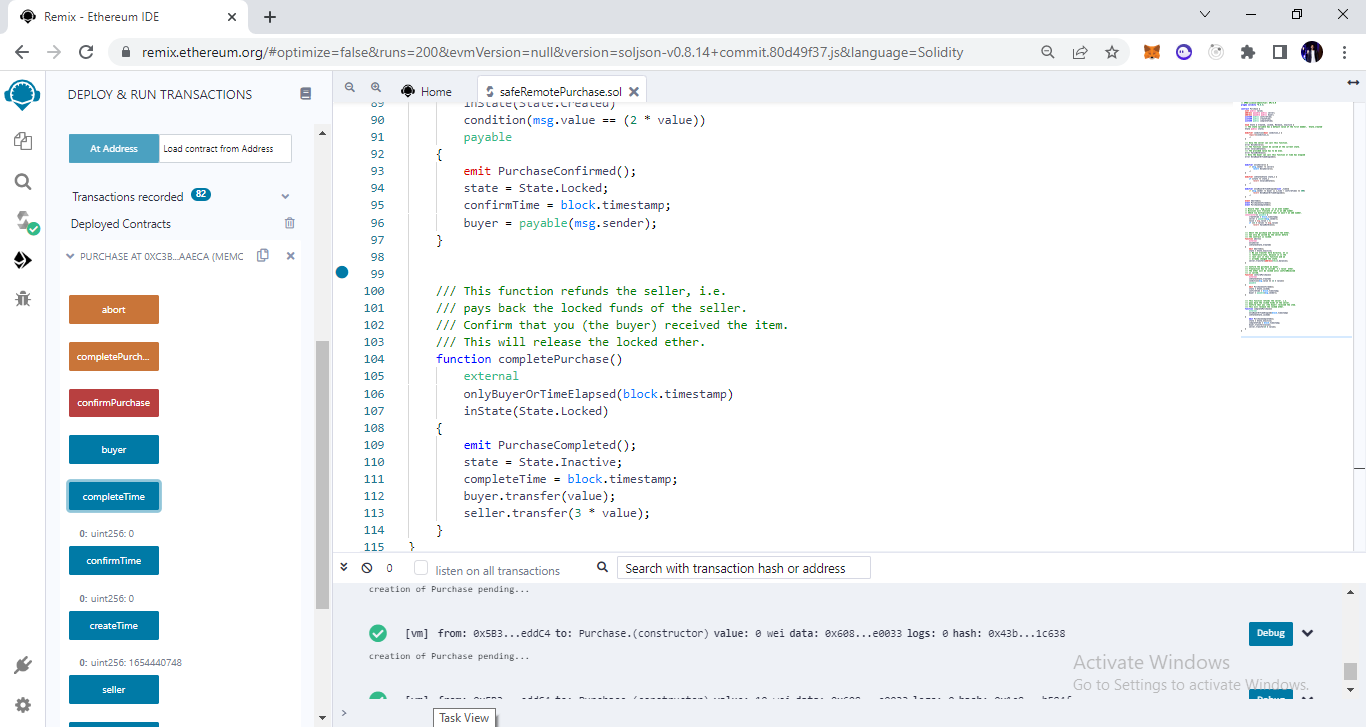 Remix - Ethereum IDE
remix.ethereum.org/#optimize=false&runs=200&evmVersion=null&version=soljson-v0.8.14+commit.80d49f37.js&language=Solidity
DEPLOY & RUN TRANSACTIONS
Home
safeRemotePurchase.sol
At Address
Load contract from Address
Transactions recorded 82
Deployed Contracts
PURCHASE AT 0XC3B...AAECA (MEMC
abort
completePurch...
confirmPurchase
buyer
completeTime
0: uint256: 0
confirmTime
0: uint256: 0
createTime
0: uint256: 1654440748
seller
89 inState(State.Created)
90 condition(msg.value == (2 * value))
91 payable
92 {
93 emit PurchaseConfirmed();
94 state = State.Locked;
95 confirmTime = block.timestamp;
96 buyer = payable(msg.sender);
97 }
98
99
100 /// This function refunds the seller, i.e.
101 /// pays back the locked funds of the seller.
102 /// Confirm that you (the buyer) received the item.
103 /// This will release the locked ether.
104 function completePurchase()
105 external
106 onlyBuyerOrTimeElapsed(block.timestamp)
107 inState(State.Locked)
108 {
109 emit PurchaseCompleted();
110 state = State.Inactive;
111 completeTime = block.timestamp;
112 buyer.transfer(value);
113 seller.transfer(3 * value);
114 }
115 }
0 listen on all transactions Search with transaction hash or address
creation of Purchase pending...
[vm] from: 0x5B3...eddC4 to: Purchase.(constructor) value: 0 wei data: 0x608...e0033 logs: 0 hash: 0x43b...1c638 Debug
creation of Purchase pending...
Activate Windows
Go to Settings to activate Windows.
Debug
>
Task View